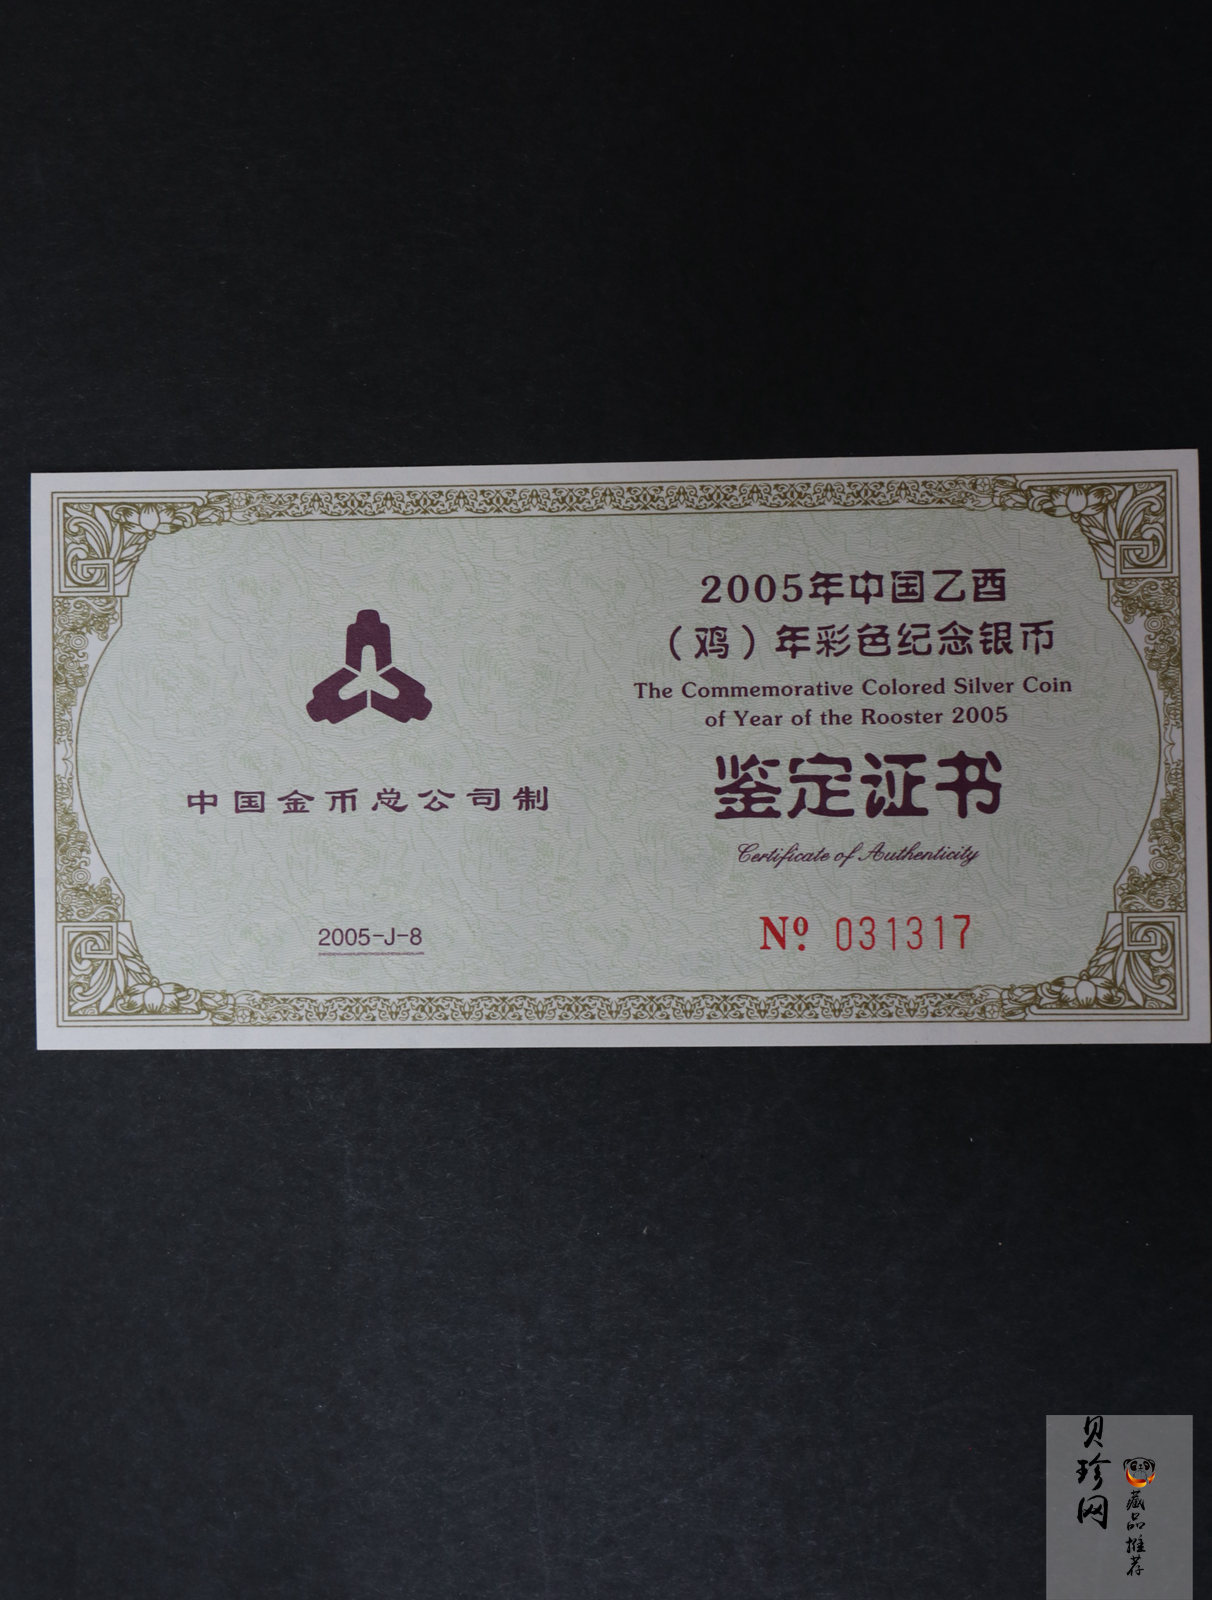 2005年中国乙酉
（鸡）年彩色纪念银币
The Commemorative Colored Silver Coin
of Year of the Rooster 2005
鉴定证书
Certificate of Authenticity
Nº 031317
中国金币总公司制
2005-J-8
贝珍网
藏品推荐